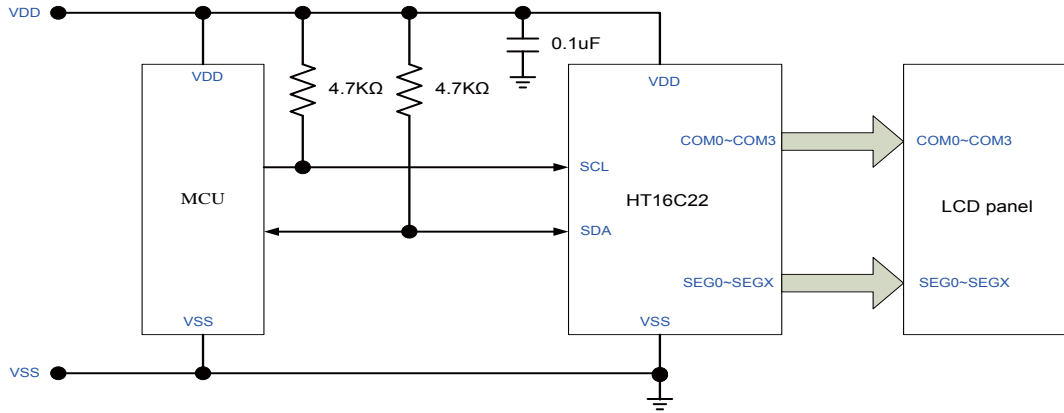 VDD
0.1uF
VDD
4.7KΩ
4.7KΩ
VDD
COM0~COM3
COM0~COM3
SCL
MCU
HT16C22
LCD panel
SDA
SEG0~SEGX
SEG0~SEGX
VSS
VSS
VSS